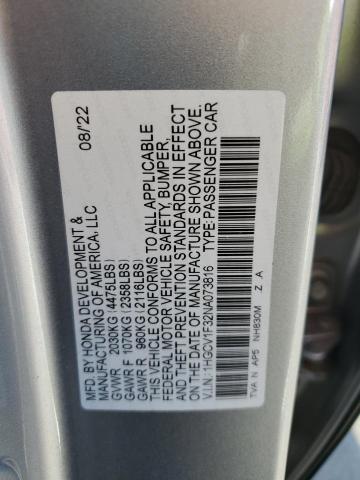 MFD. BY HONDA DEVELOPMENT & 08/'22
MANUFACTURING OF AMERICA, LLC
GVWR 2030KG (4475LBS)
GAWR F 1070KG (2358LBS)
GAWR R 960KG (2116LBS)
THIS VEHICLE CONFORMS TO ALL APPLICABLE
FEDERAL MOTOR VEHICLE SAFETY, BUMPER,
AND THEFT PREVENTION STANDARDS IN EFFECT
ON THE DATE OF MANUFACTURE SHOWN ABOVE.
V.I.N.: 1HGCV1F32NA073816 TYPE: PASSENGER CAR
TVA N AP5 NH830M Z A